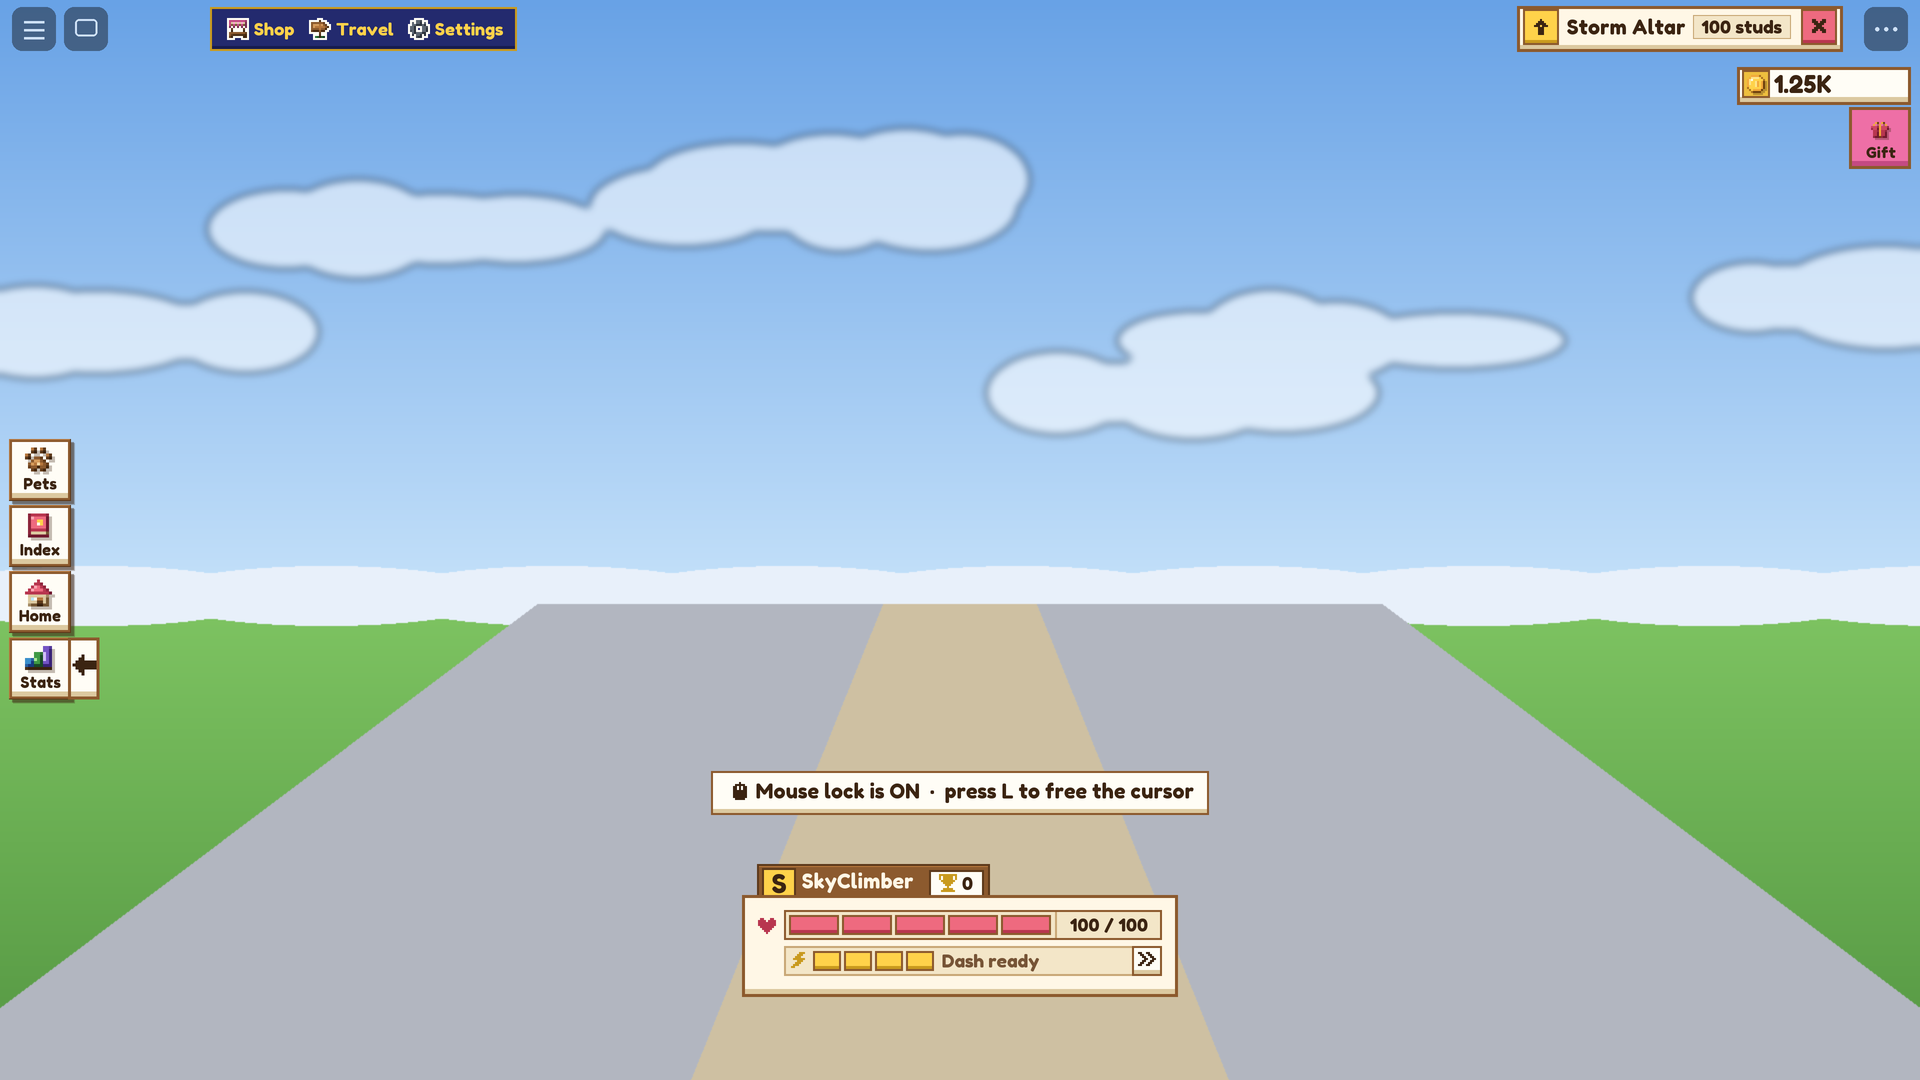 Shop Travel Settings
Storm Altar 100 studs
1.25K
Gift
Pets
Index
Home
Stats
Mouse lock is ON · press L to free the cursor
S SkyClimber 0
100 / 100
Dash ready